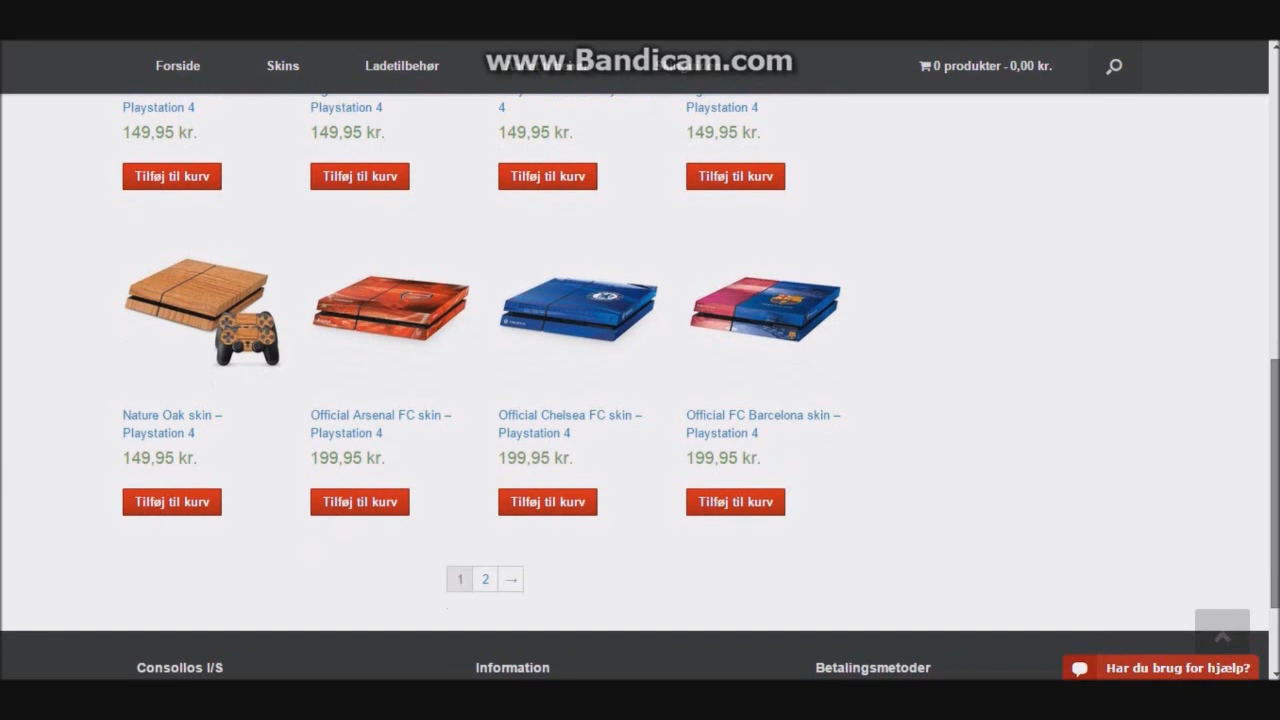 www.Bandicam.com
Forside Skins Ladetilbehør 0 produkter - 0,00 kr.
Playstation 4 Playstation 4 4 Playstation 4
149,95 kr. 149,95 kr. 149,95 kr. 149,95 kr.
Tilføj til kurv Tilføj til kurv Tilføj til kurv Tilføj til kurv
Nature Oak skin – Official Arsenal FC skin – Official Chelsea FC skin – Official FC Barcelona skin –
Playstation 4 Playstation 4 Playstation 4 Playstation 4
149,95 kr. 199,95 kr. 199,95 kr. 199,95 kr.
Tilføj til kurv Tilføj til kurv Tilføj til kurv Tilføj til kurv
1 2 →
Consollos I/S Information Betalingsmetoder
Har du brug for hjælp?